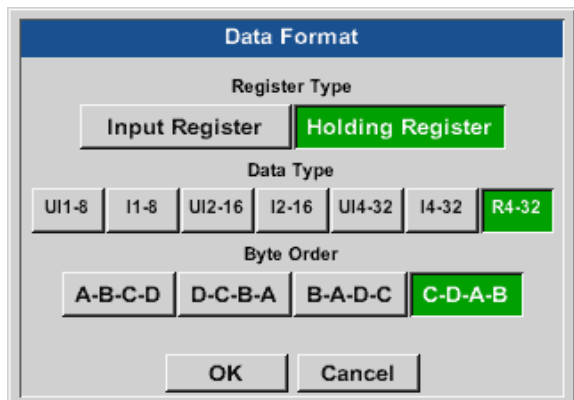 Data Format
Register Type
Input Register Holding Register
Data Type
UI1-8 I1-8 UI2-16 I2-16 UI4-32 I4-32 R4-32
Byte Order
A-B-C-D D-C-B-A B-A-D-C C-D-A-B
OK Cancel